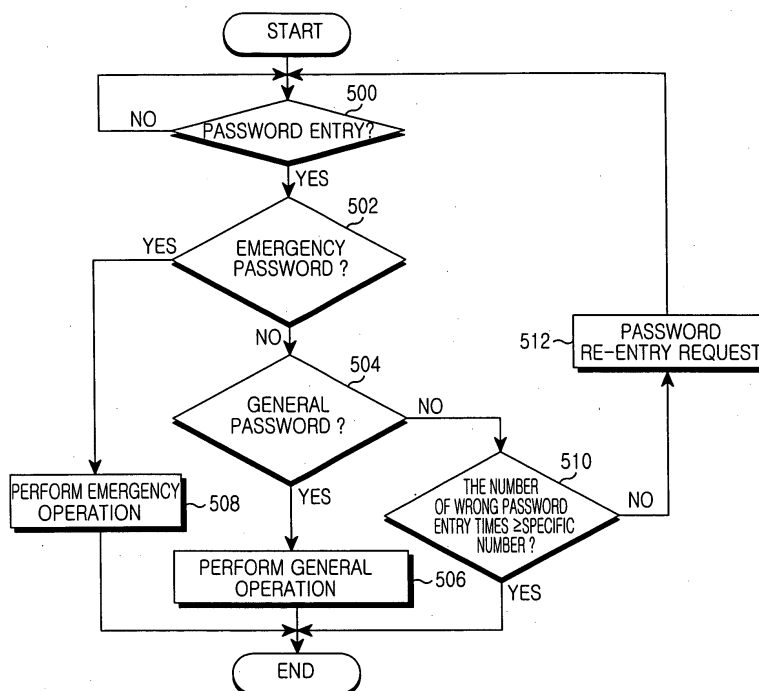 START
500
NO
PASSWORD ENTRY?
YES
502
YES
EMERGENCY
PASSWORD ?
NO
512
PASSWORD
RE-ENTRY REQUEST
504
GENERAL
PASSWORD ?
NO
510
THE NUMBER
OF WRONG PASSWORD
ENTRY TIMES ≥SPECIFIC
NUMBER ?
NO
PERFORM EMERGENCY
OPERATION
508
YES
PERFORM GENERAL
OPERATION
506
YES
END